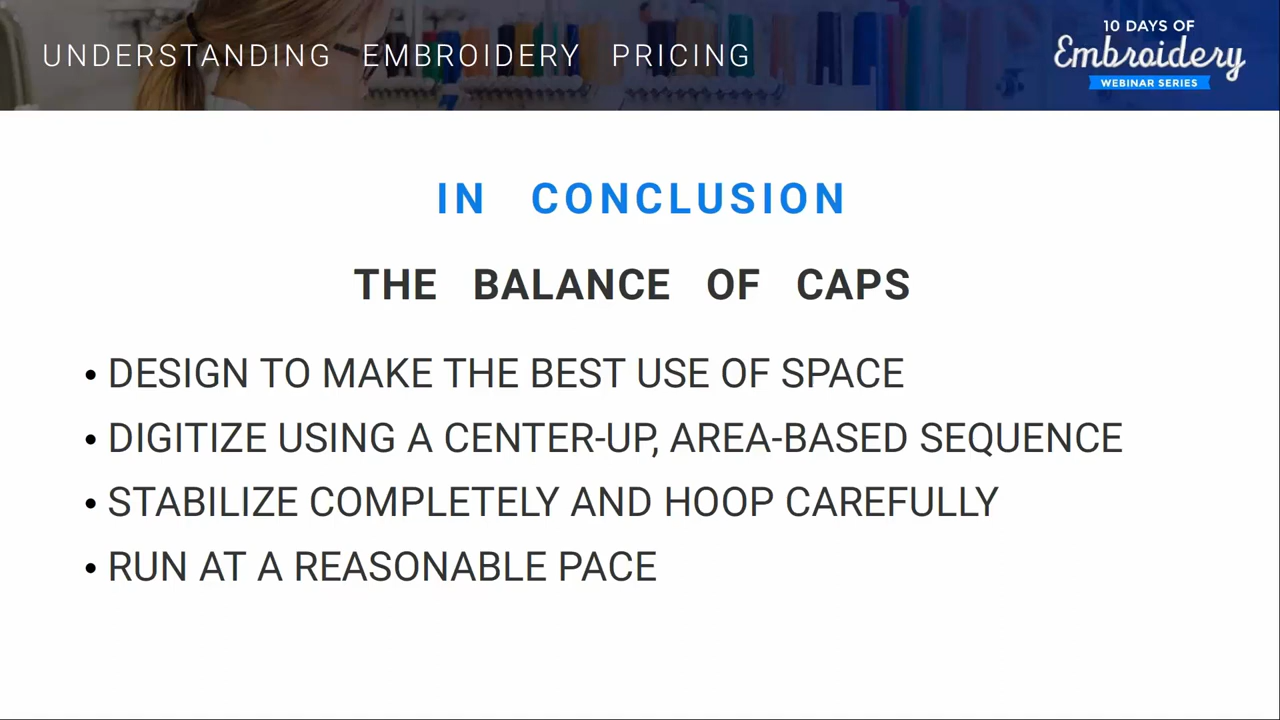 UNDERSTANDING EMBROIDERY PRICING
10 DAYS OF
Embroidery
WEBINAR SERIES
IN CONCLUSION
THE BALANCE OF CAPS
• DESIGN TO MAKE THE BEST USE OF SPACE
• DIGITIZE USING A CENTER-UP, AREA-BASED SEQUENCE
• STABILIZE COMPLETELY AND HOOP CAREFULLY
• RUN AT A REASONABLE PACE